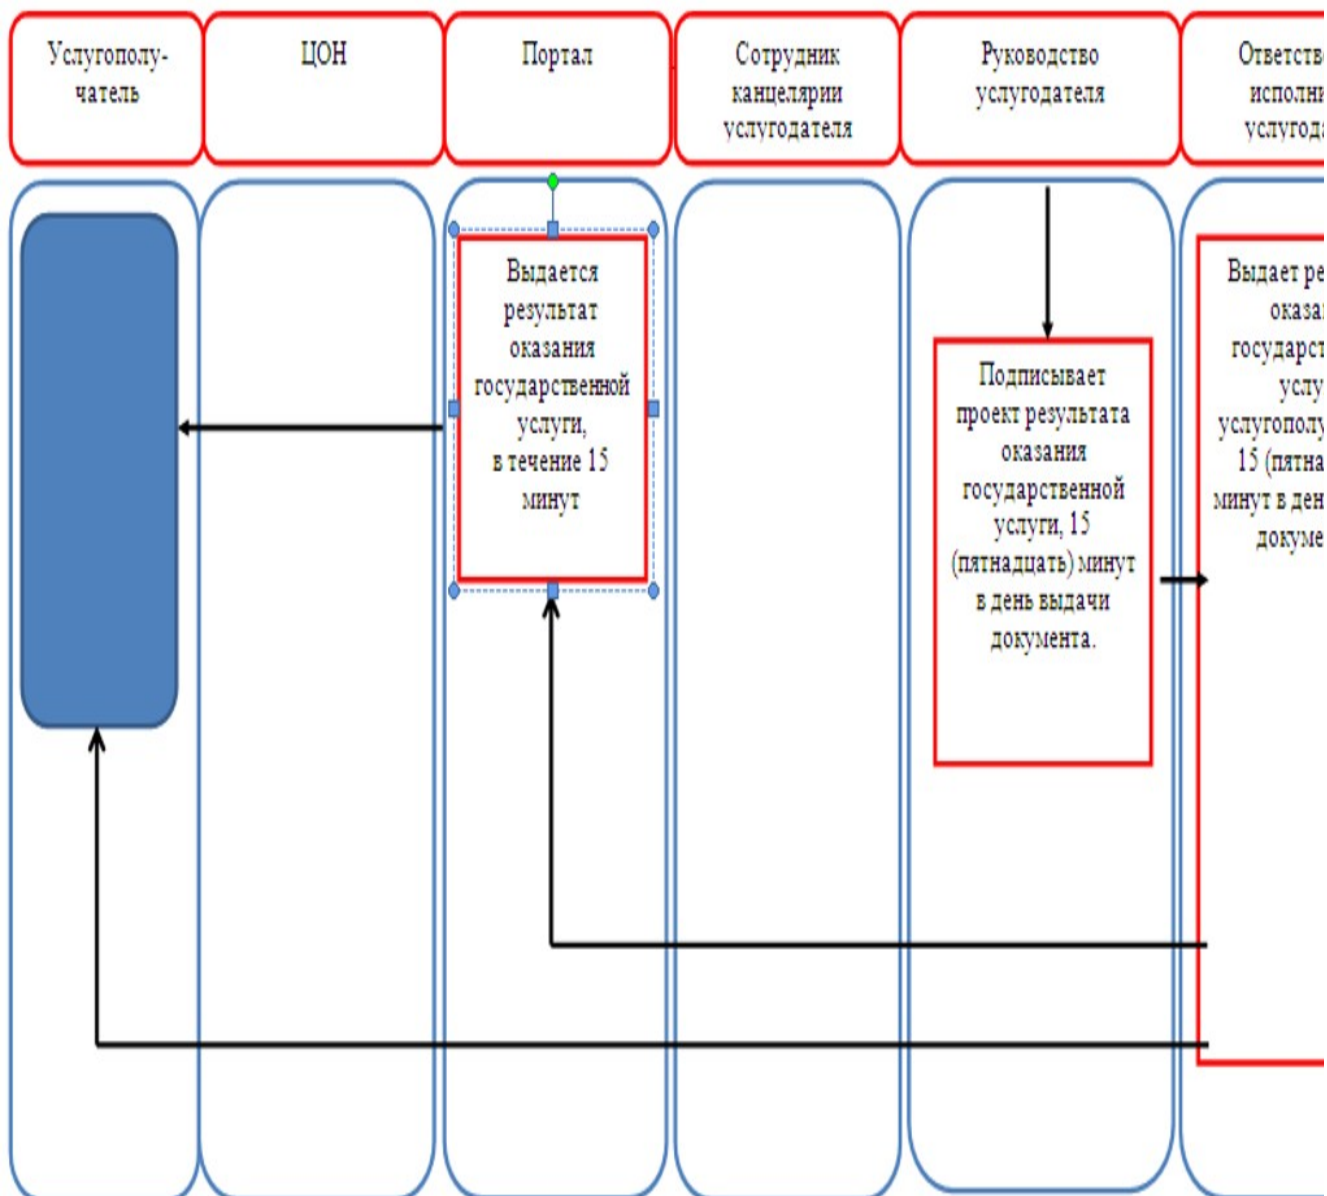 Услугополу-
чатель
ЦОН
Портал
Сотрудник
канцелярии
услугодателя
Руководство
услугодателя
Ответстве
исполни
услугода
Выдается
результат
оказания
государственной
услуги,
в течение 15
минут
Подписывает
проект результата
оказания
государственной
услуги, 15
(пятнадцать) минут
в день выдачи
документа.
Выдает ре
оказа
государст
услу
услугополу
15 (пятна
минут в ден
докуме